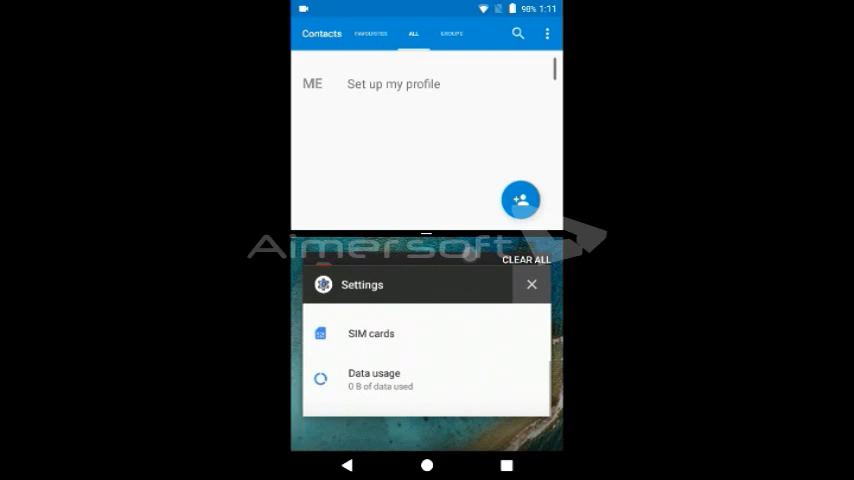 98% 1:11
Contacts FAVOURITES ALL GROUPS
ME Set up my profile
Aimersoft
CLEAR ALL
Settings
SIM cards
Data usage
0 B of data used